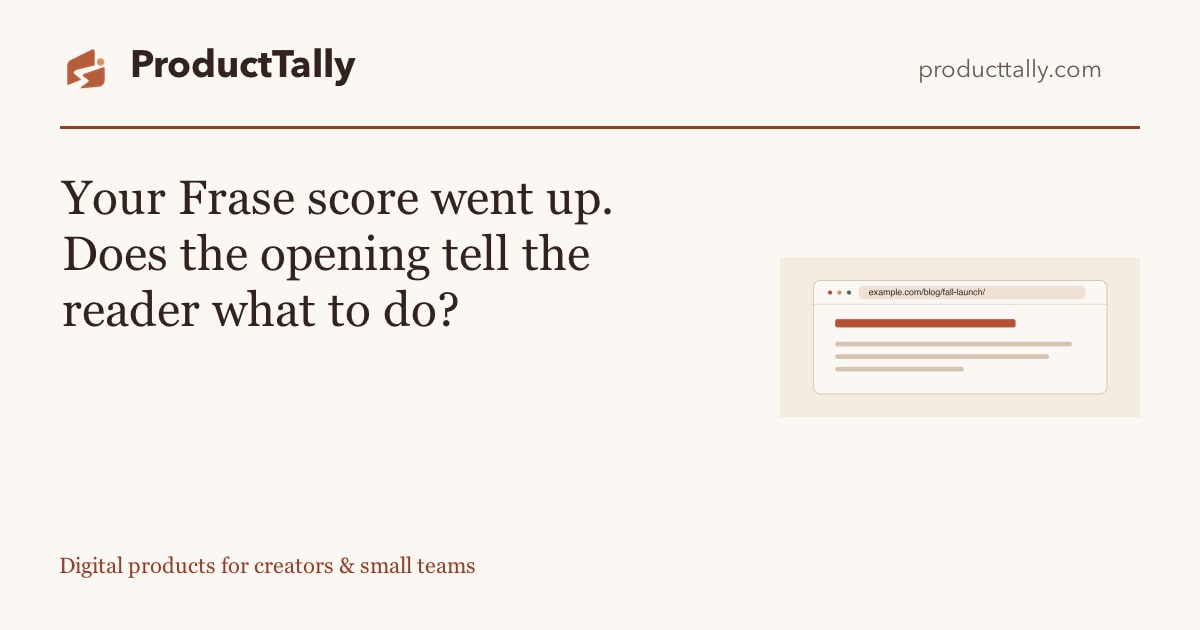 ProductTally
producttally.com
Your Frase score went up.
Does the opening tell the
reader what to do?
example.com/blog/fall-launch/
Digital products for creators & small teams